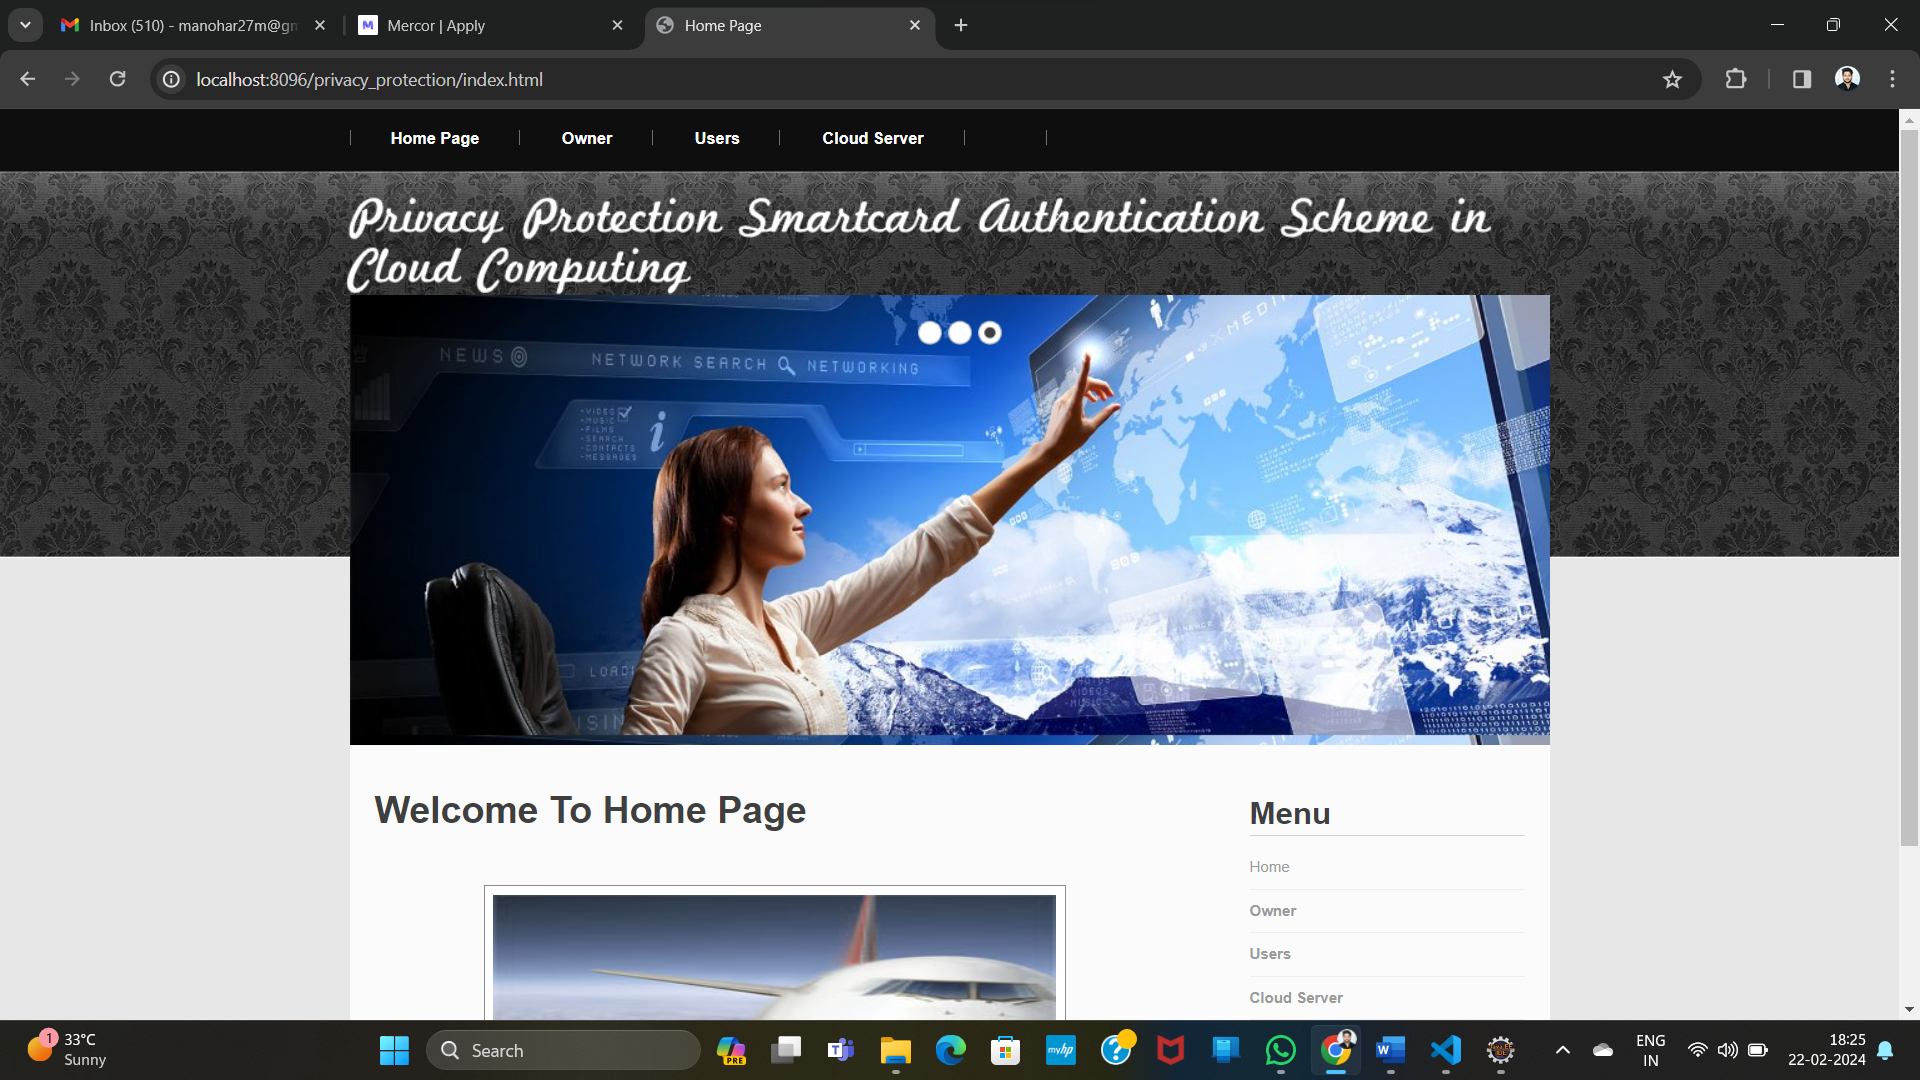 Inbox (510) - manohar27m@gm
Mercor | Apply
Home Page
localhost:8096/privacy_protection/index.html
Home Page
Owner
Users
Cloud Server
Privacy Protection Smartcard Authentication Scheme in
Cloud Computing
NEWS
NETWORK SEARCH
NETWORKING
-VIDEO
-MUSIC
-FILMS
-SEARCH
-CONTACTS
-MESSAGES
i
Welcome To Home Page
Menu
Home
Owner
Users
Cloud Server
1
33°C
Sunny
Search
PRE
myhp
ENG
IN
18:25
22-02-2024